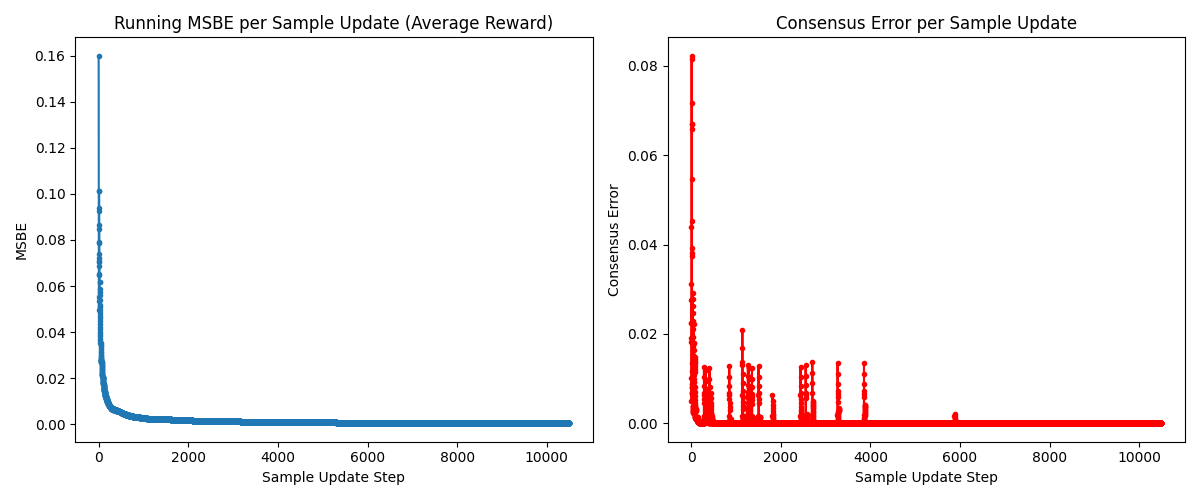 Running MSBE per Sample Update (Average Reward)
MSBE
0.16
0.14
0.12
0.10
0.08
0.06
0.04
0.02
0.00
0 2000 4000 6000 8000 10000
Sample Update Step
Consensus Error per Sample Update
Consensus Error
0.08
0.06
0.04
0.02
0.00
0 2000 4000 6000 8000 10000
Sample Update Step